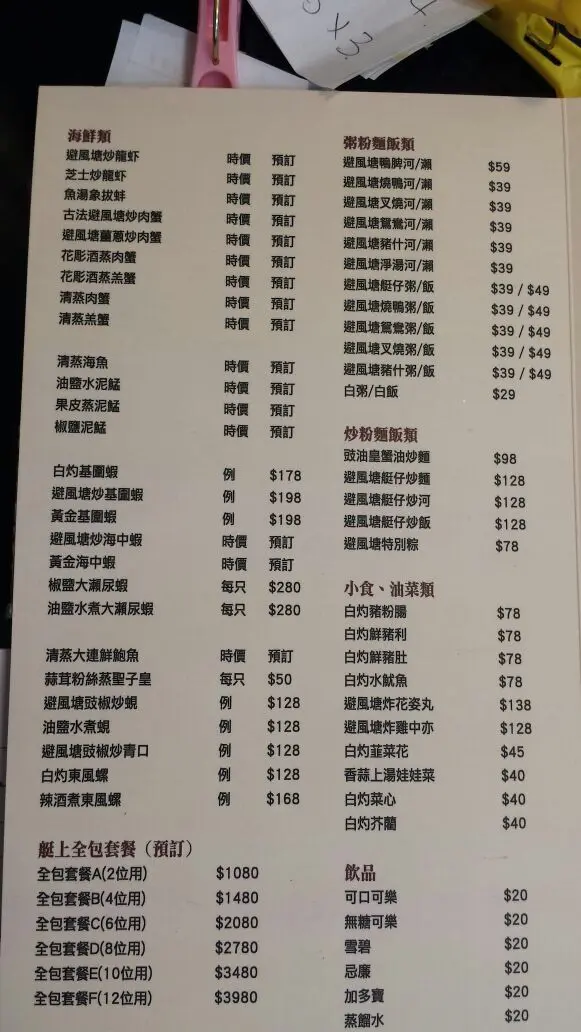 5 x 3.
4.
海鮮類
避風塘炒龍虾 時價 預訂
芝士炒龍虾 時價 預訂
魚湯象拔蚌 時價 預訂
古法避風塘炒肉蟹 時價 預訂
避風塘薑蔥炒肉蟹 時價 預訂
花彫酒蒸肉蟹 時價 預訂
花彫酒蒸羔蟹 時價 預訂
清蒸肉蟹 時價 預訂
清蒸羔蟹 時價 預訂
清蒸海魚 時價 預訂
油鹽水泥鯭 時價 預訂
果皮蒸泥鯭 時價 預訂
椒鹽泥鯭 時價 預訂
白灼基圍蝦 例 $178
避風塘炒基圍蝦 例 $198
黃金基圍蝦 例 $198
避風塘炒海中蝦 時價 預訂
黃金海中蝦 時價 預訂
椒鹽大瀨尿蝦 每只 $280
油鹽水煮大瀨尿蝦 每只 $280
清蒸大連鮮鮑魚 時價 預訂
蒜茸粉絲蒸聖子皇 每只 $50
避風塘豉椒炒蜆 例 $128
油鹽水煮蜆 例 $128
避風塘豉椒炒青口 例 $128
白灼東風螺 例 $128
辣酒煮東風螺 例 $168
艇上全包套餐（預訂）
全包套餐A(2位用) $1080
全包套餐B(4位用) $1480
全包套餐C(6位用) $2080
全包套餐D(8位用) $2780
全包套餐E(10位用) $3480
全包套餐F(12位用) $3980
粥粉麵飯類
避風塘鴨脾河/瀨 $59
避風塘燒鴨河/瀨 $39
避風塘叉燒河/瀨 $39
避風塘鴛鴦河/瀨 $39
避風塘豬什河/瀨 $39
避風塘淨湯河/瀨 $39
避風塘艇仔粥/飯 $39 / $49
避風塘燒鴨粥/飯 $39 / $49
避風塘鴛鴦粥/飯 $39 / $49
避風塘叉燒粥/飯 $39 / $49
避風塘豬什粥/飯 $39 / $49
白粥/白飯 $29
炒粉麵飯類
豉油皇蟹油炒麵 $98
避風塘艇仔炒麵 $128
避風塘艇仔炒河 $128
避風塘艇仔炒飯 $128
避風塘特別粽 $78
小食、油菜類
白灼豬粉腸 $78
白灼鮮豬利 $78
白灼鮮豬肚 $78
白灼水魷魚 $78
避風塘炸花姿丸 $138
避風塘炸雞中亦 $128
白灼韮菜花 $45
香蒜上湯娃娃菜 $40
白灼菜心 $40
白灼芥蘭 $40
飲品
可口可樂 $20
無糖可樂 $20
雪碧 $20
忌廉 $20
加多寶 $20
蒸餾水 $20